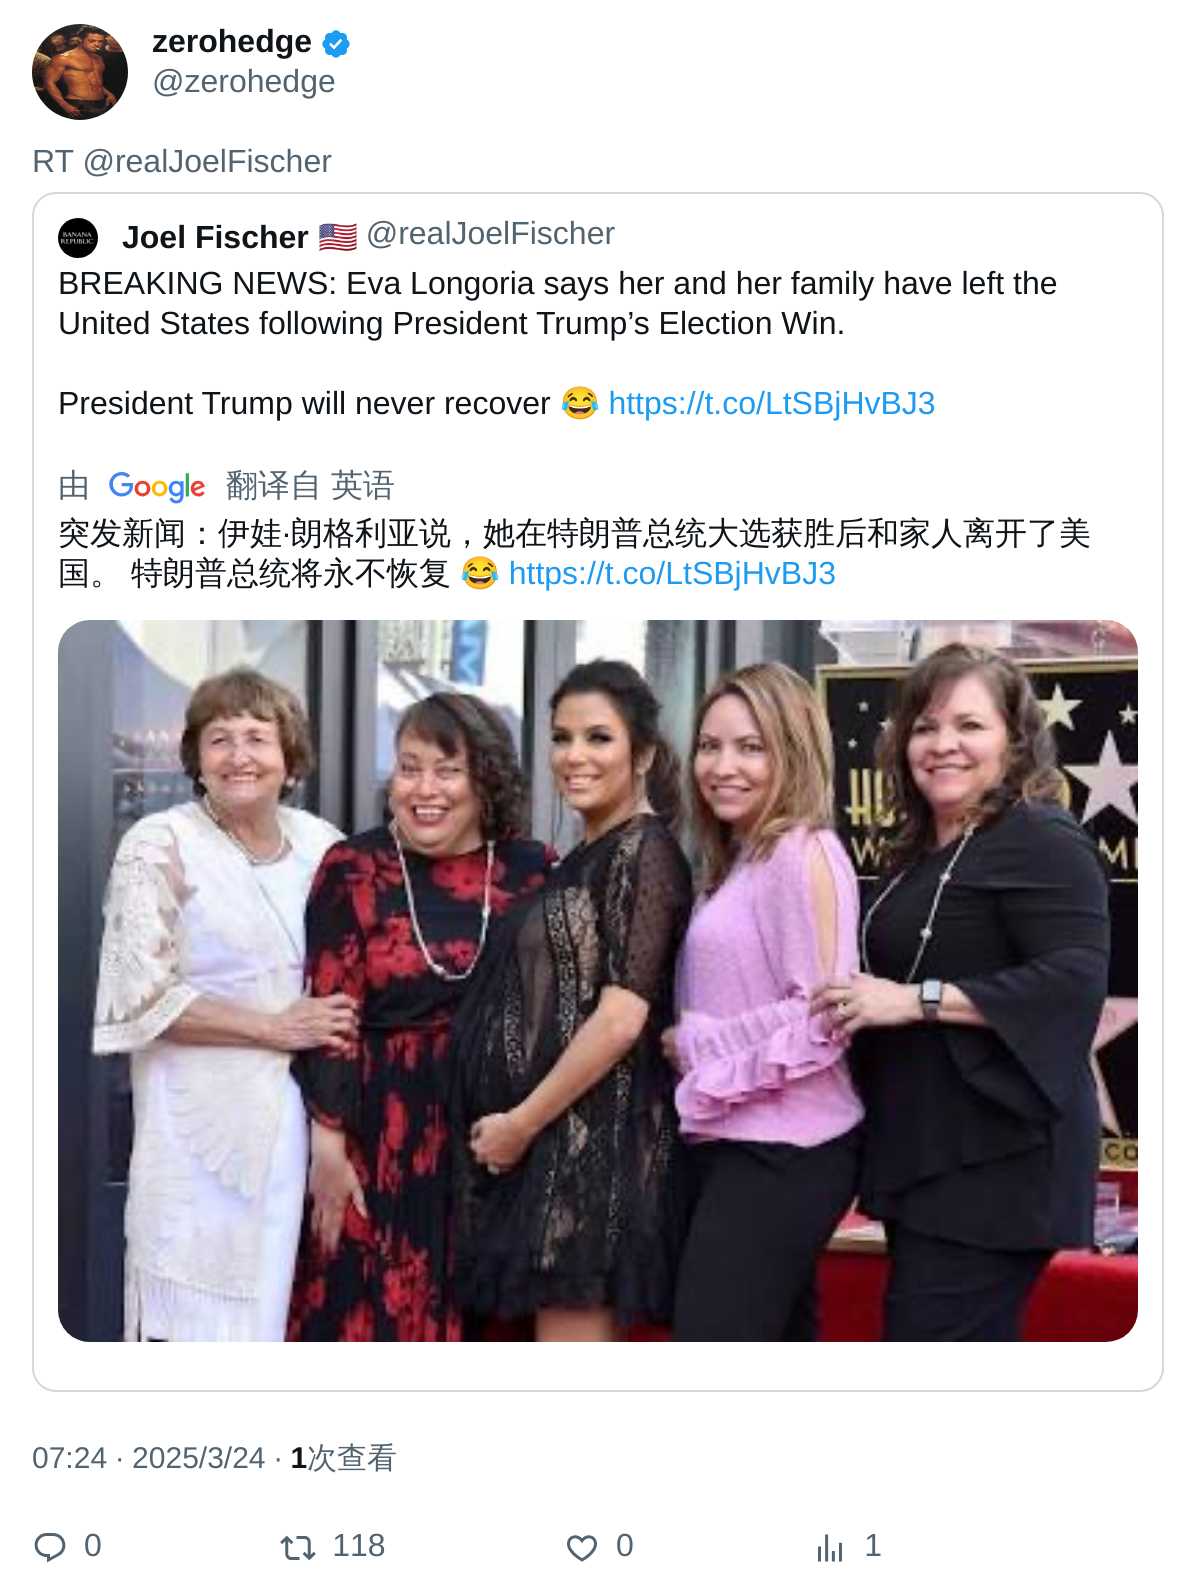 zerohedge
@zerohedge
RT @realJoelFischer
BANANA
REPUBLIC
Joel Fischer 🇺🇸 @realJoelFischer
BREAKING NEWS: Eva Longoria says her and her family have left the
United States following President Trump’s Election Win.
President Trump will never recover 😂 https://t.co/LtSBjHvBJ3
由 Google 翻译自 英语
突发新闻：伊娃·朗格利亚说，她在特朗普总统大选获胜后和家人离开了美
国。 特朗普总统将永不恢复 😂 https://t.co/LtSBjHvBJ3
07:24 · 2025/3/24 · 1次查看
0 118 0 1